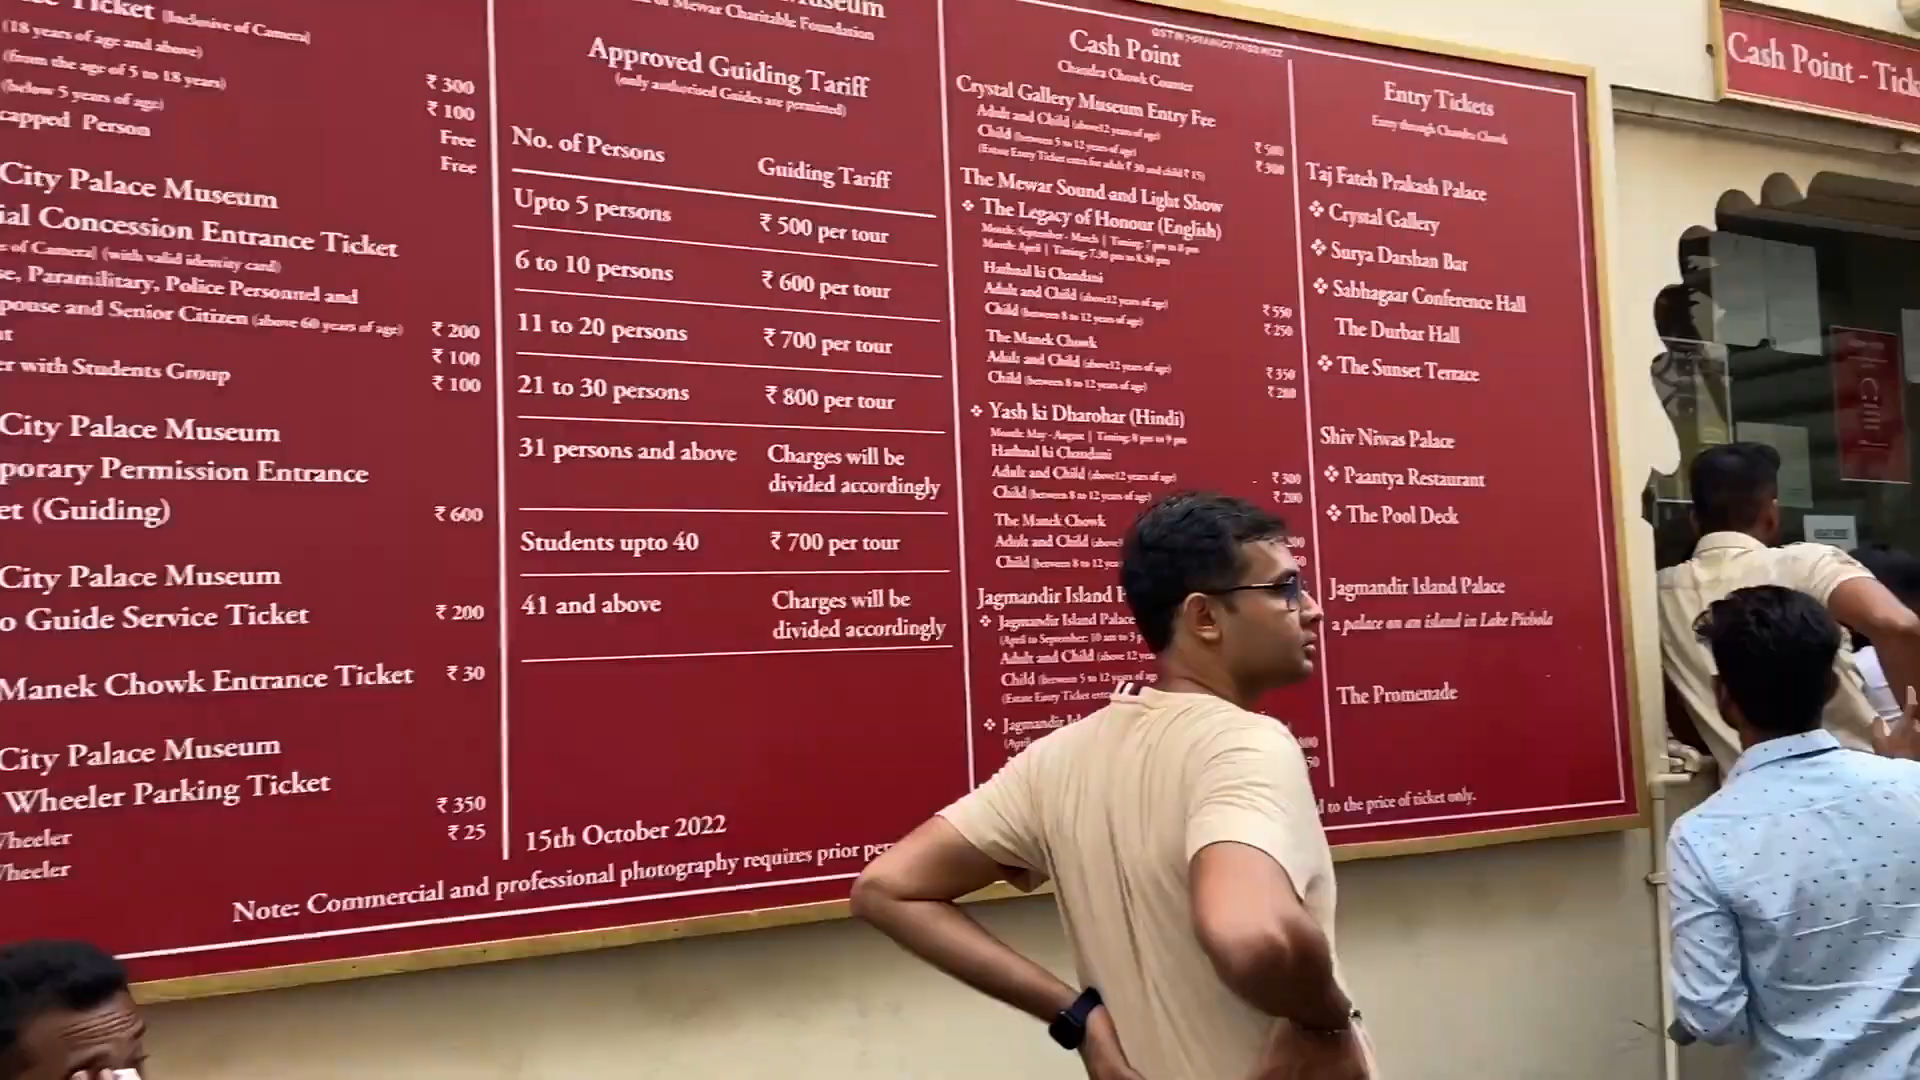 Ticket [Inclusive of Camera]
(18 years of age and above) ₹ 300
(from the age of 5 to 18 years) ₹ 100
(below 5 years of age) Free
capped Person Free
City Palace Museum
ial Concession Entrance Ticket
of Camera] (with valid identity card)
se, Paramilitary, Police Personnel and
pouse and Senior Citizen (above 60 years of age) ₹ 200
nt ₹ 100
er with Students Group ₹ 100
City Palace Museum
porary Permission Entrance
et (Guiding) ₹ 600
City Palace Museum
o Guide Service Ticket ₹ 200
Manek Chowk Entrance Ticket ₹ 30
City Palace Museum
Wheeler Parking Ticket
Wheeler ₹ 350
Wheeler ₹ 25
Museum
of Mewar Charitable Foundation
Approved Guiding Tariff
(only authorised Guides are permitted)
No. of Persons Guiding Tariff
Upto 5 persons ₹ 500 per tour
6 to 10 persons ₹ 600 per tour
11 to 20 persons ₹ 700 per tour
21 to 30 persons ₹ 800 per tour
31 persons and above Charges will be
divided accordingly
Students upto 40 ₹ 700 per tour
41 and above Charges will be
divided accordingly
15th October 2022
Note: Commercial and professional photography requires prior per
Cash Point
Chandra Chowk Counter
Crystal Gallery Museum Entry Fee
Adult and Child (above12 years of age) ₹ 500
Child (between 5 to 12 years of age) ₹ 300
(Estate Entry Ticket extra for adult ₹ 30 and child ₹ 15)
The Mewar Sound and Light Show
❖ The Legacy of Honour (English)
Month: September - March | Timing: 7 pm to 8 pm
Month: April | Timing: 7.30 pm to 8.30 pm
Hathnal ki Chandani
Adult and Child (above12 years of age) ₹ 550
Child (between 8 to 12 years of age) ₹ 250
The Manek Chowk
Adult and Child (above12 years of age) ₹ 350
Child (between 8 to 12 years of age) ₹ 200
❖ Yash ki Dharohar (Hindi)
Month: May - August | Timing: 8 pm to 9 pm
Hathnal ki Chandani
Adult and Child (above12 years of age) ₹ 300
Child (between 8 to 12 years of age) ₹ 200
The Manek Chowk
Adult and Child (above
Child (between 8 to 12 year
Jagmandir Island P
❖ Jagmandir Island Palace
(April to September: 10 am to 5 p
Adult and Child (above 12 yea
Child (between 5 to 12 years of ag
(Estate Entry Ticket extra
❖ Jagmandir Isl
(April
Entry Tickets
Entry through Chandra Chowk
Taj Fateh Prakash Palace
❖ Crystal Gallery
❖ Surya Darshan Bar
❖ Sabhagaar Conference Hall
The Durbar Hall
❖ The Sunset Terrace
Shiv Niwas Palace
❖ Paantya Restaurant
❖ The Pool Deck
Jagmandir Island Palace
a palace on an island in Lake Pichola
The Promenade
d to the price of ticket only.
Cash Point - Tick